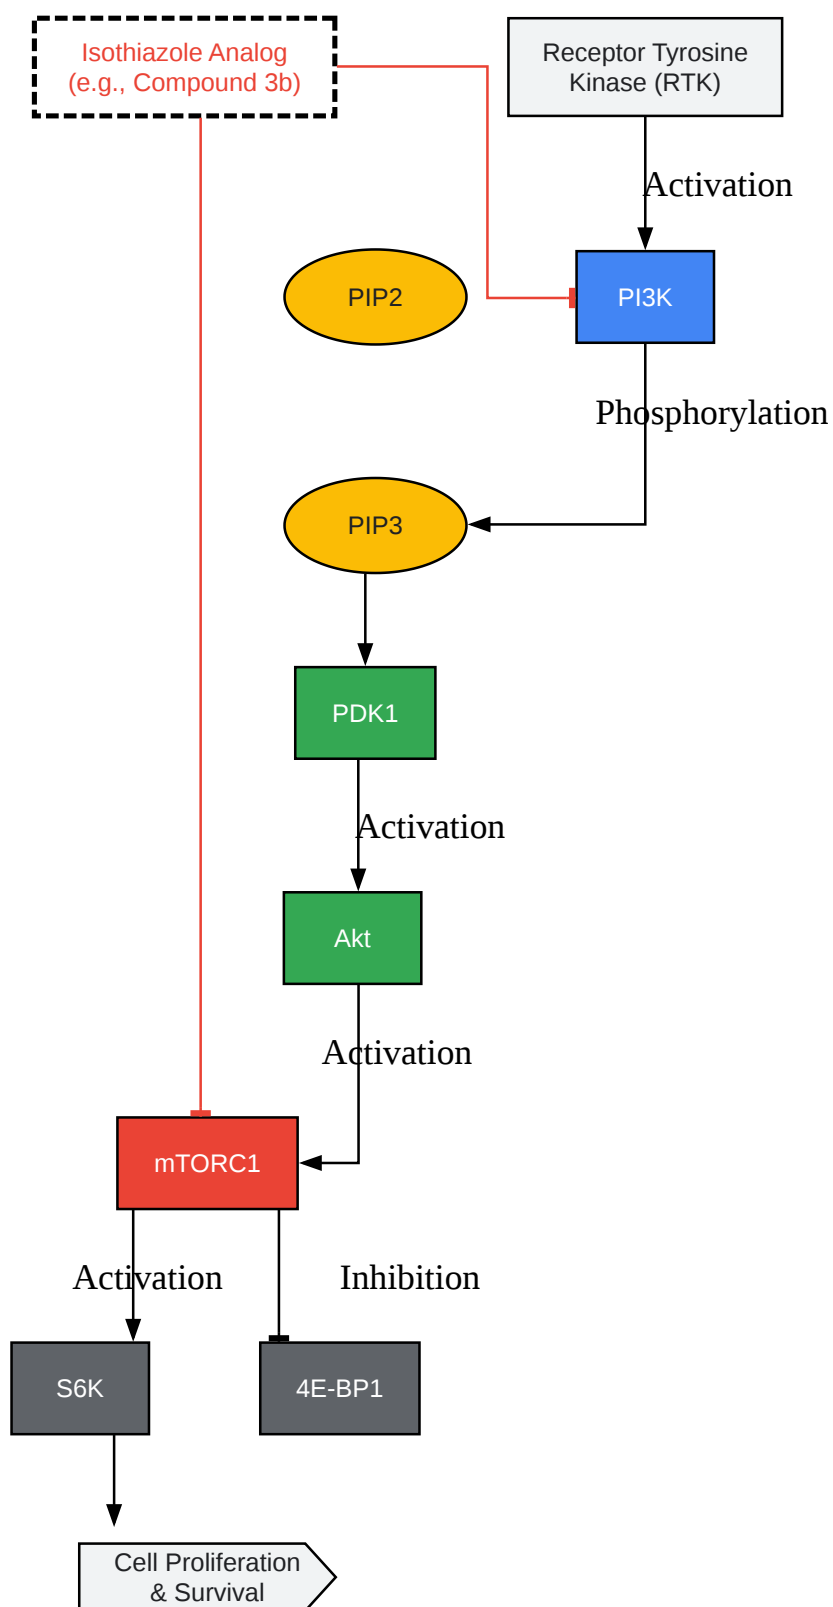 Isothiazole Analog
(e.g., Compound 3b)
Receptor Tyrosine
Kinase (RTK)
Activation
PIP2
PI3K
Phosphorylation
PIP3
PDK1
Activation
Akt
Activation
mTORC1
Activation
Inhibition
S6K
4E-BP1
Cell Proliferation
& Survival